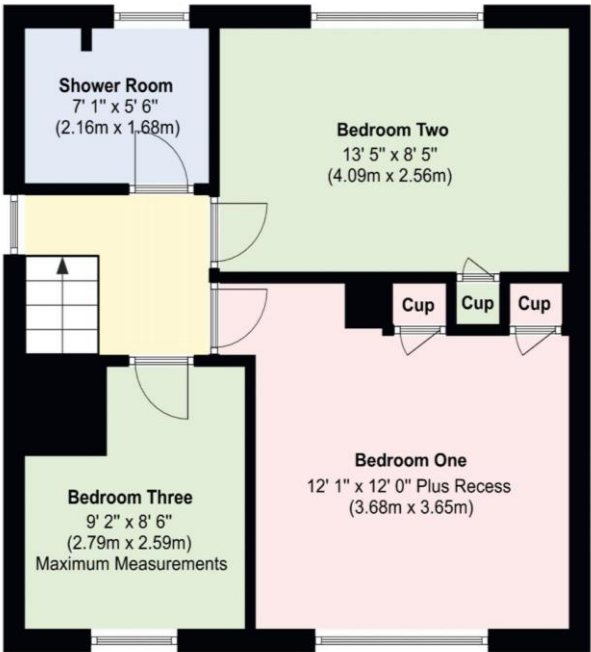 Shower Room
7' 1" x 5' 6"
(2.16m x 1.68m)
Bedroom Two
13' 5" x 8' 5"
(4.09m x 2.56m)
Cup
Cup
Cup
Bedroom One
12' 1" x 12' 0" Plus Recess
(3.68m x 3.65m)
Bedroom Three
9' 2" x 8' 6"
(2.79m x 2.59m)
Maximum Measurements